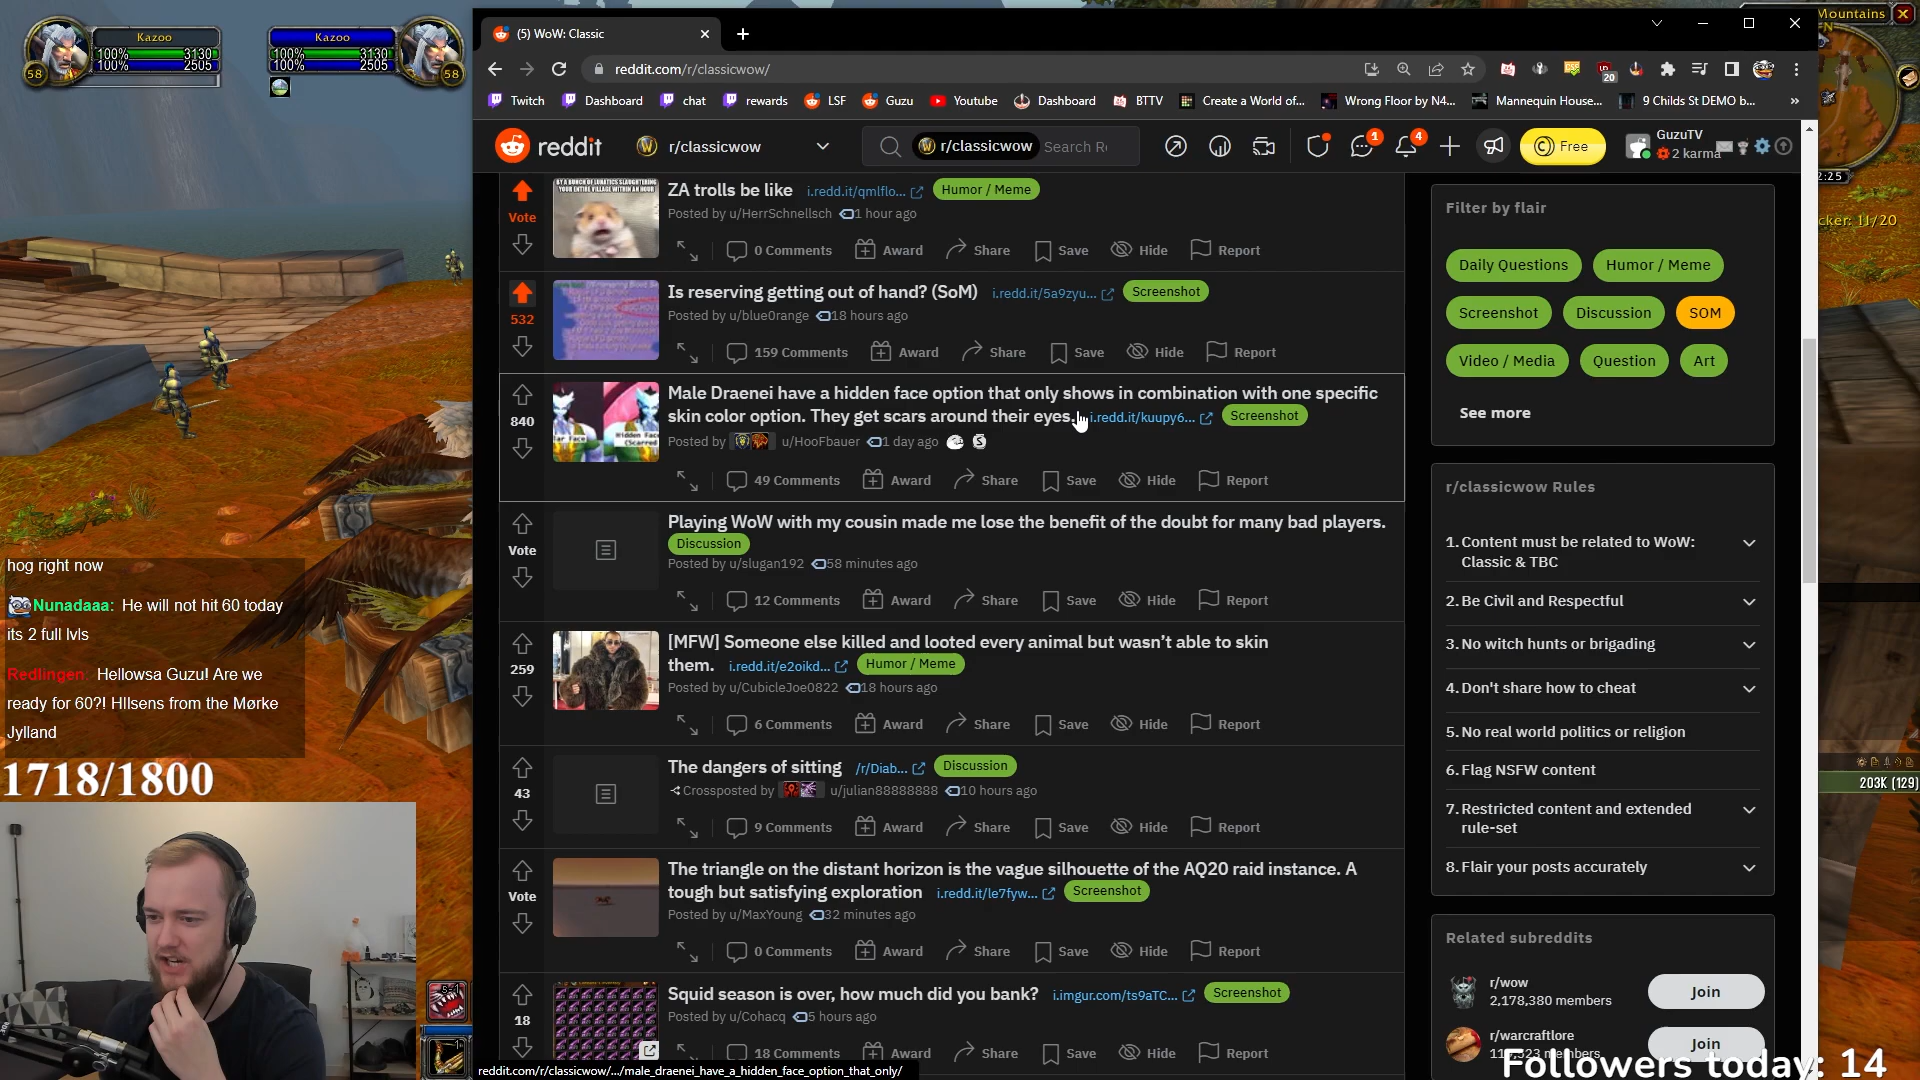 Kazoo
100% 3130
100% 2505
58
Kazoo
100% 3130
100% 2505
58
(5) WoW: Classic
reddit.com/r/classicwow/
20
Twitch
Dashboard
chat
rewards
LSF
Guzu
Youtube
Dashboard
BTTV
Create a World of...
Wrong Floor by N4...
Mannequin House...
9 Childs St DEMO b...
»
reddit
r/classicwow
r/classicwow
1
4
Free
GuzuTV
2 karma
Mountains
2:25
cker: 11/20
203K (129)
BY A BUNCH OF LUNATICS SLAUGHTERING
YOUR ENTIRE VILLAGE WITHIN AN HOUR
Vote
ZA trolls be like i.redd.it/qmlflo... Humor / Meme
Posted by u/HerrSchnellsch 1 hour ago
0 Comments Award Share Save Hide Report
532
Is reserving getting out of hand? (SoM) i.redd.it/5a9zyu... Screenshot
Posted by u/blue0range 18 hours ago
159 Comments Award Share Save Hide Report
840
Male Draenei have a hidden face option that only shows in combination with one specific
skin color option. They get scars around their eyes. i.redd.it/kuupy6... Screenshot
Posted by u/HooFbauer 1 day ago
49 Comments Award Share Save Hide Report
Vote
Playing WoW with my cousin made me lose the benefit of the doubt for many bad players.
Discussion
Posted by u/slugan192 58 minutes ago
12 Comments Award Share Save Hide Report
259
[MFW] Someone else killed and looted every animal but wasn’t able to skin
them. i.redd.it/e2oikd... Humor / Meme
Posted by u/CubicleJoe0822 18 hours ago
6 Comments Award Share Save Hide Report
43
The dangers of sitting /r/Diab... Discussion
Crossposted by u/julian88888888 10 hours ago
9 Comments Award Share Save Hide Report
Vote
The triangle on the distant horizon is the vague silhouette of the AQ20 raid instance. A
tough but satisfying exploration i.redd.it/le7fyw... Screenshot
Posted by u/MaxYoung 32 minutes ago
0 Comments Award Share Save Hide Report
18
Squid season is over, how much did you bank? i.imgur.com/ts9aTC... Screenshot
Posted by u/Cohacq 5 hours ago
18 Comments Award Share Save Hide Report
reddit.com/r/classicwow/.../male_draenei_have_a_hidden_face_option_that_only/
Filter by flair
Daily Questions
Humor / Meme
Screenshot
Discussion
SOM
Video / Media
Question
Art
See more
r/classicwow Rules
1. Content must be related to WoW:
Classic & TBC
2. Be Civil and Respectful
3. No witch hunts or brigading
4. Don't share how to cheat
5. No real world politics or religion
6. Flag NSFW content
7. Restricted content and extended
rule-set
8. Flair your posts accurately
Related subreddits
r/wow
2,178,380 members
Join
r/warcraftlore
Join
Followers today: 14
hog right now
Nunadaaa: He will not hit 60 today
its 2 full lvls
Redlingen: Hellowsa Guzu! Are we
ready for 60?! HIlsens from the Mørke
Jylland
1718/1800